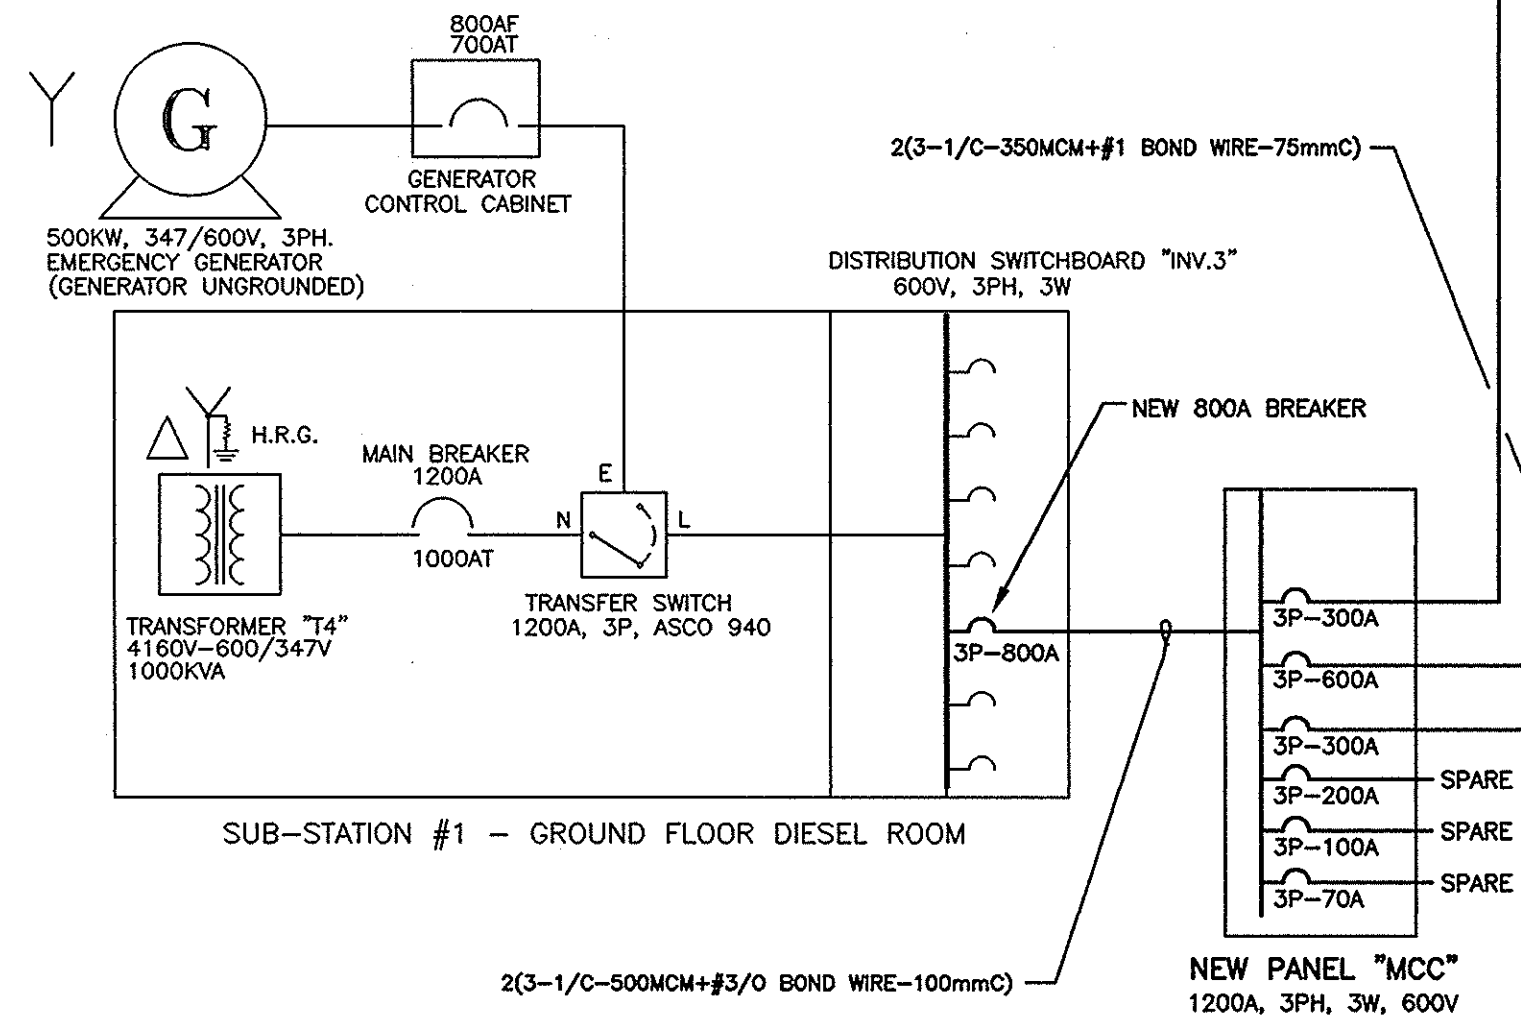 800AF
700AT
G
GENERATOR
CONTROL CABINET
500KW, 347/600V, 3PH.
EMERGENCY GENERATOR
(GENERATOR UNGROUNDED)
2(3-1/C-350MCM+#1 BOND WIRE-75mmC)
DISTRIBUTION SWITCHBOARD "INV.3"
600V, 3PH, 3W
H.R.G.
MAIN BREAKER
1200A
1000AT
E
N
L
TRANSFER SWITCH
1200A, 3P, ASCO 940
TRANSFORMER "T4"
4160V-600/347V
1000KVA
NEW 800A BREAKER
3P-800A
3P-300A
3P-600A
3P-300A
3P-200A
SPARE
3P-100A
SPARE
3P-70A
SPARE
SUB-STATION #1 - GROUND FLOOR DIESEL ROOM
2(3-1/C-500MCM+#3/0 BOND WIRE-100mmC)
NEW PANEL "MCC"
1200A, 3PH, 3W, 600V